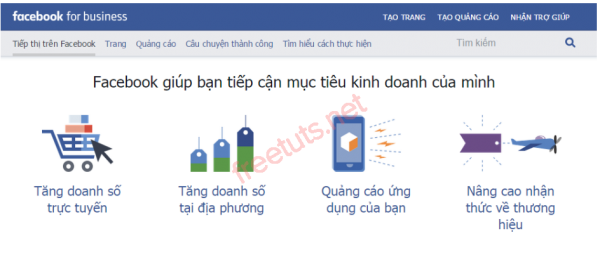 facebook for business TẠO TRANG TẠO QUẢNG CÁO NHẬN TRỢ GIÚP
Tiếp thị trên Facebook Trang Quảng cáo Câu chuyện thành công Tìm hiểu cách thực hiện Tìm kiếm
Facebook giúp bạn tiếp cận mục tiêu kinh doanh của mình
freetuts.net
Tăng doanh số
trực tuyến
Tăng doanh số
tại địa phương
Quảng cáo ứng
dụng của bạn
Nâng cao nhận
thức về thương
hiệu